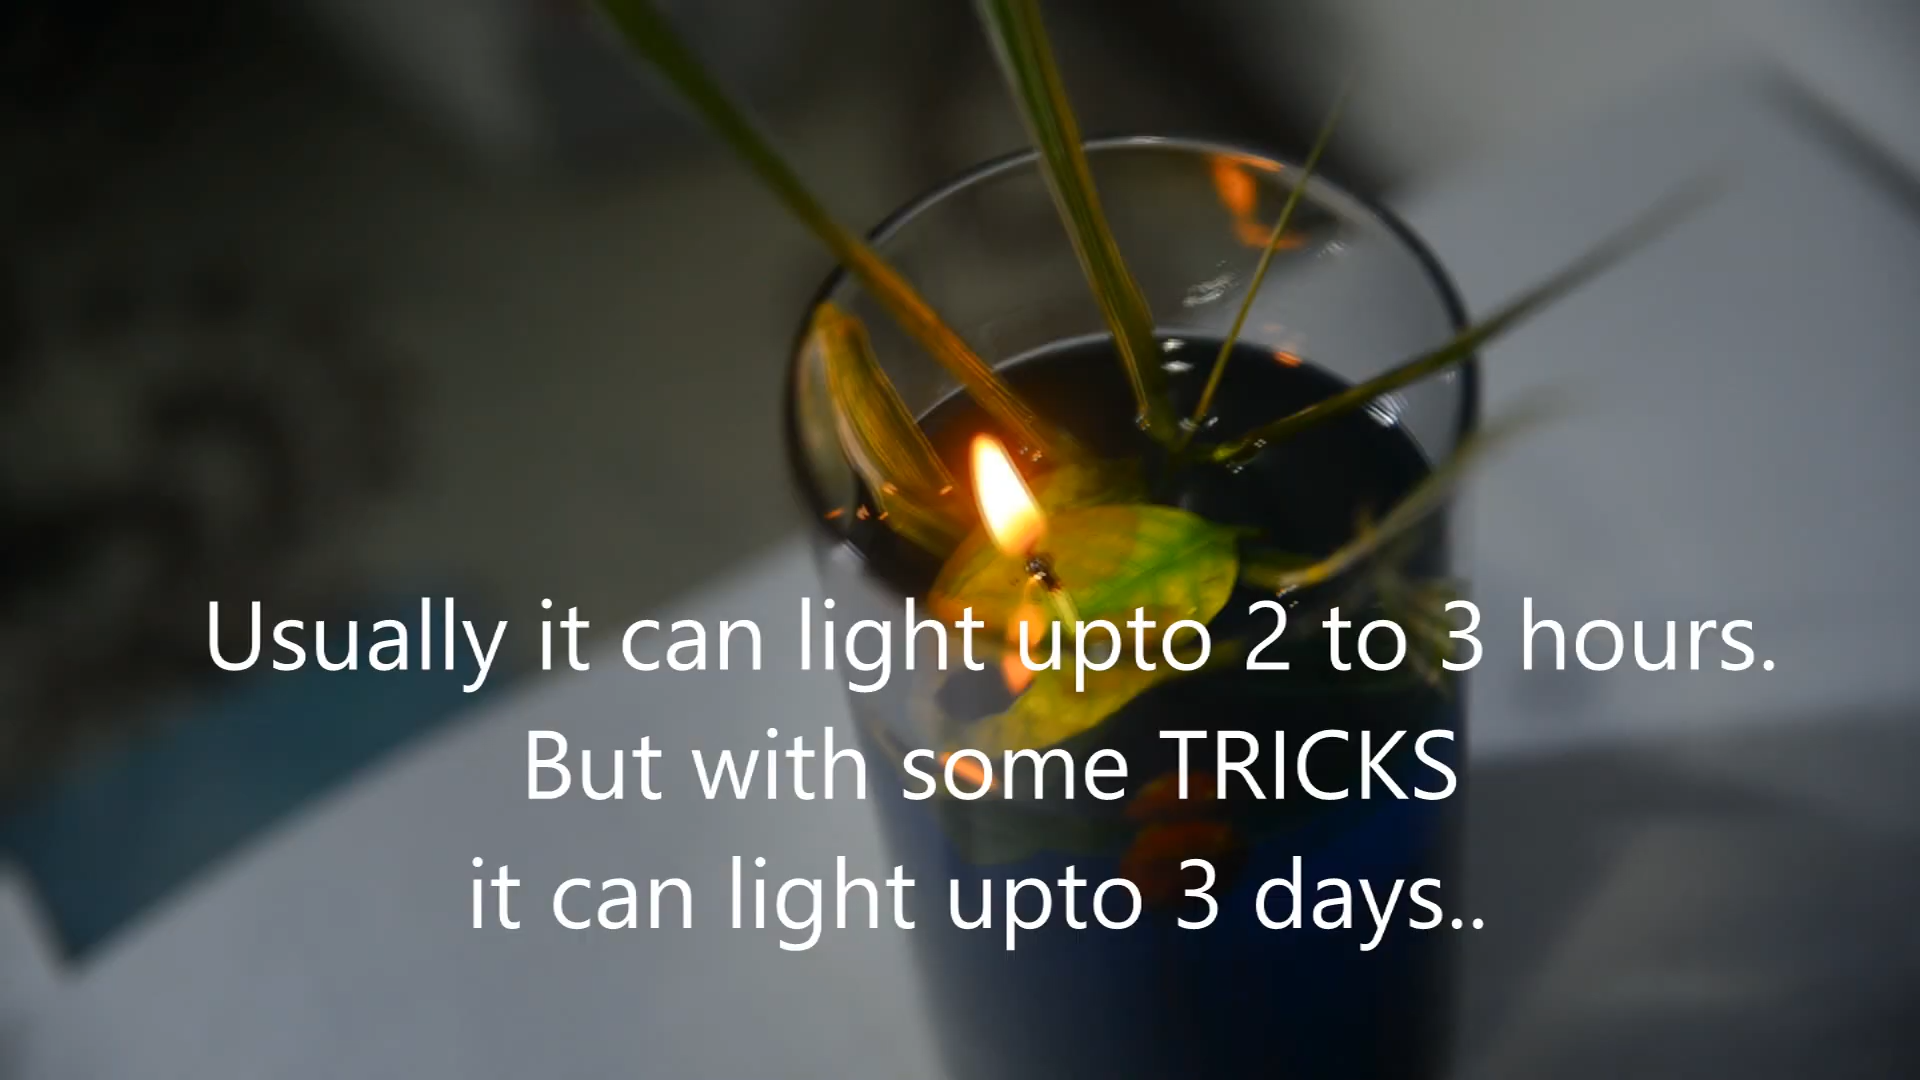 Usually it can light upto 2 to 3 hours.
But with some TRICKS
it can light upto 3 days..